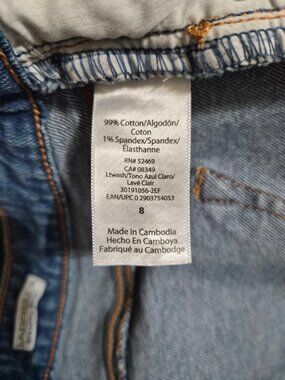 99% Cotton/Algodón/
Coton
1% Spandex/Spandex/
Élasthanne
RN# 52469
CA# 08349
Ltwash/Tono Azul Claro/
Lavé Clair
30191056-2EF
EAN/UPC 0 2903754053
8
Made In Cambodia
Hecho En Camboya
Fabriqué au Cambodge